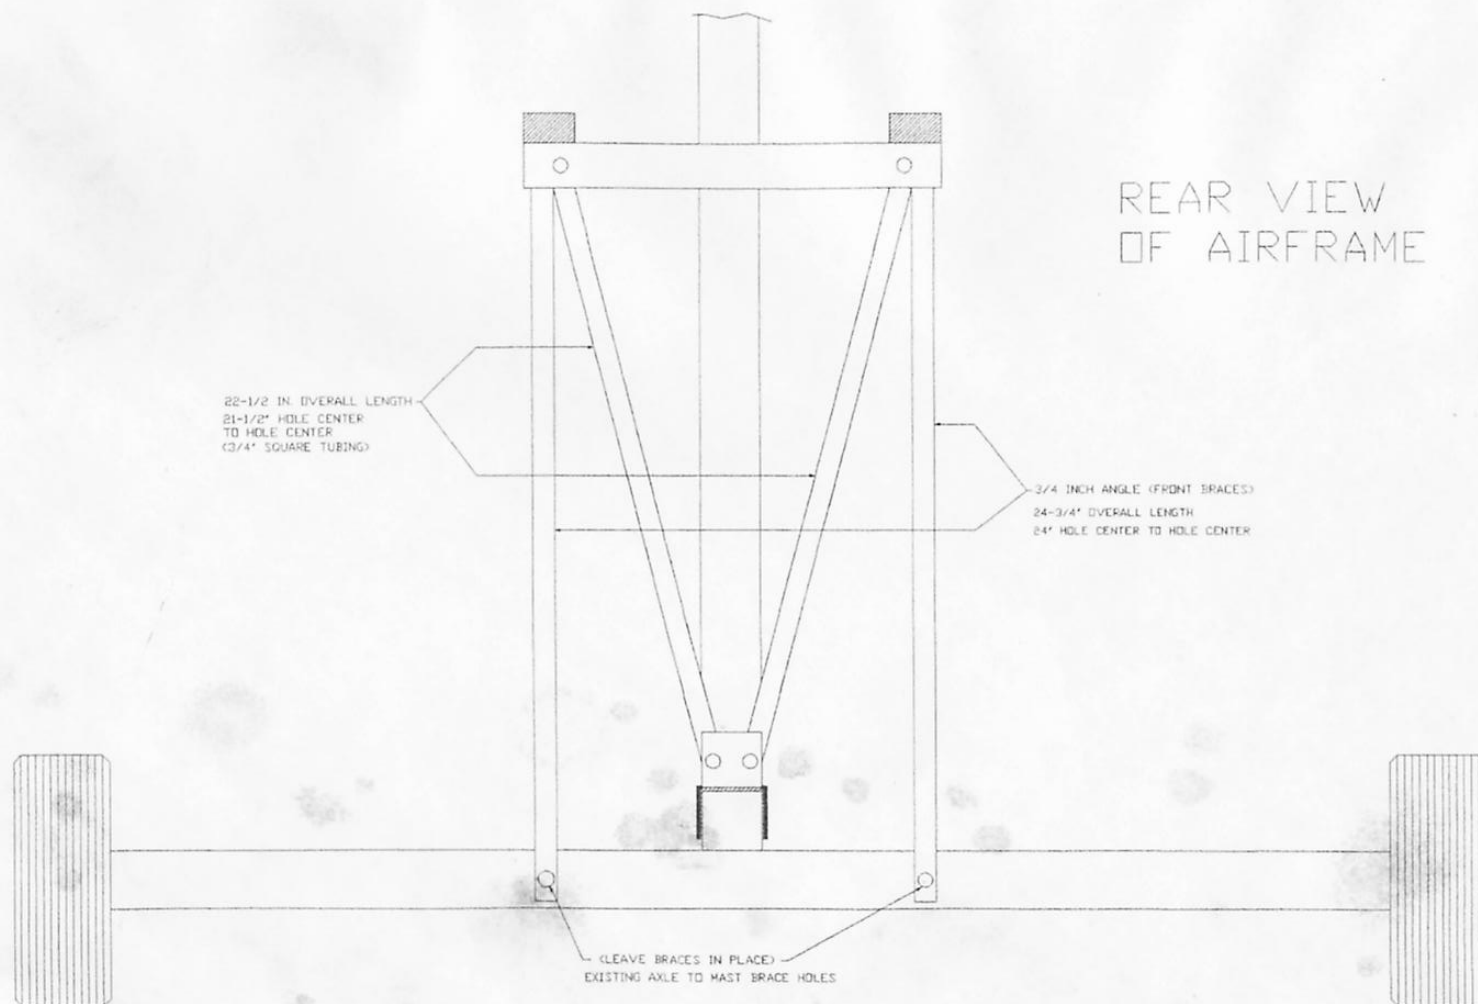 REAR VIEW
OF AIRFRAME
22-1/2 IN. OVERALL LENGTH
21-1/2" HOLE CENTER
TO HOLE CENTER
(3/4" SQUARE TUBING)
3/4 INCH ANGLE (FRONT BRACES)
24-3/4" OVERALL LENGTH
24" HOLE CENTER TO HOLE CENTER
(LEAVE BRACES IN PLACE)
EXISTING AXLE TO MAST BRACE HOLES